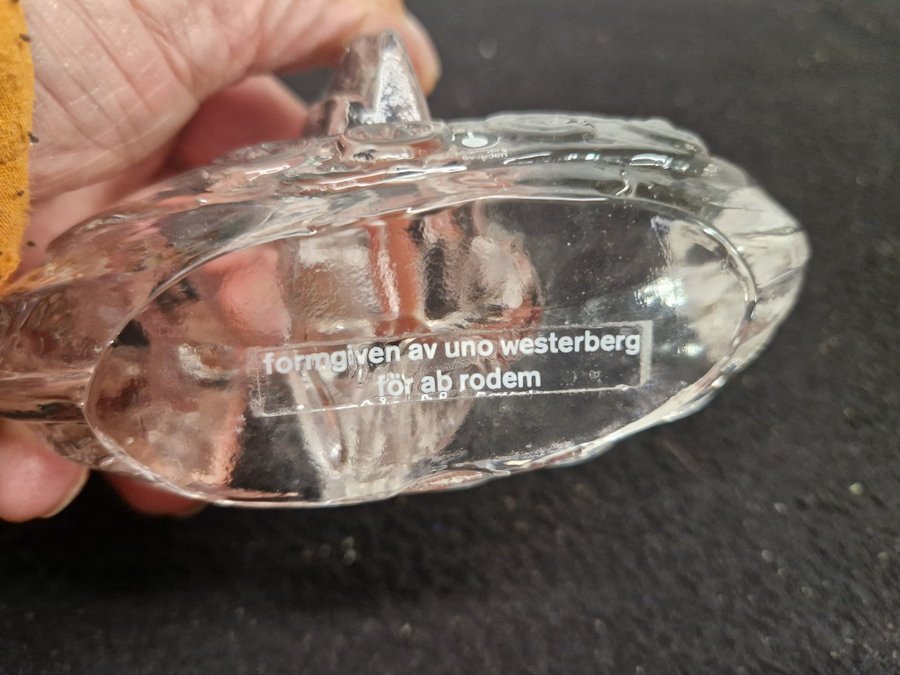 formgiven av uno westerberg
för ab rodem